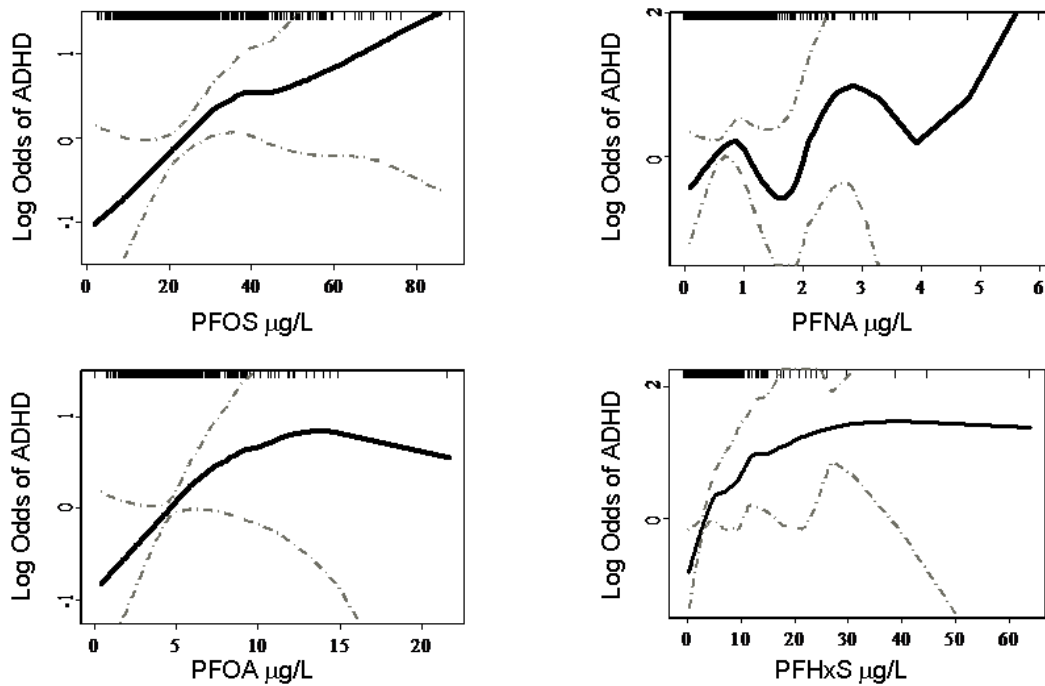 Log Odds of ADHD
1
0
.1
0 20 40 60 80
PFOS µg/L
Log Odds of ADHD
2
0
0 1 2 3 4 5 6
PFNA µg/L
Log Odds of ADHD
1
0
.1
0 5 10 15 20
PFOA µg/L
Log Odds of ADHD
2
0
0 10 20 30 40 50 60
PFHxS µg/L